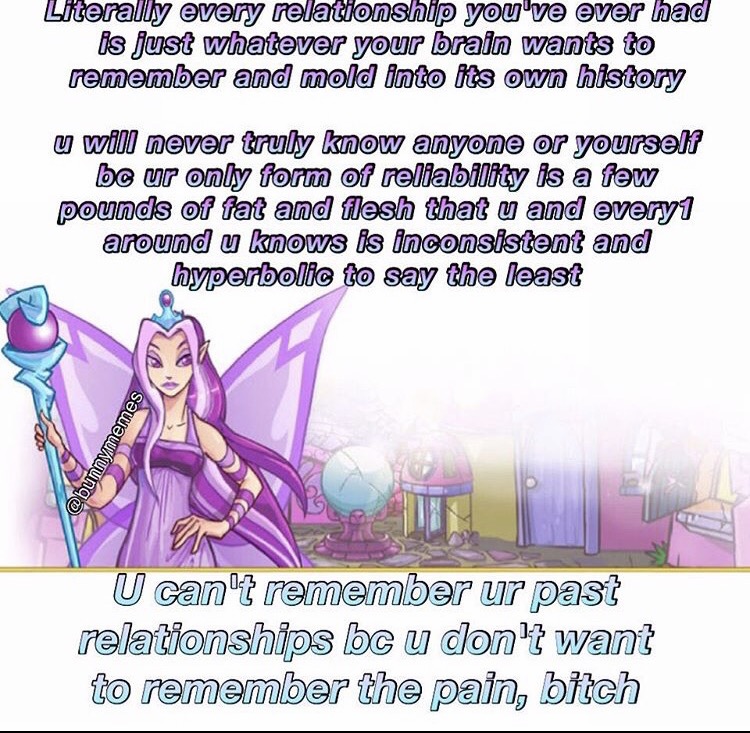 Literally every relationship you've ever had
is just whatever your brain wants to
remember and mold into its own history
u will never truly know anyone or yourself
bc ur only form of reliability is a few
pounds of fat and flesh that u and every1
around u knows is inconsistent and
hyperbolic to say the least
@bunnymemes
U can't remember ur past
relationships bc u don't want
to remember the pain, bitch